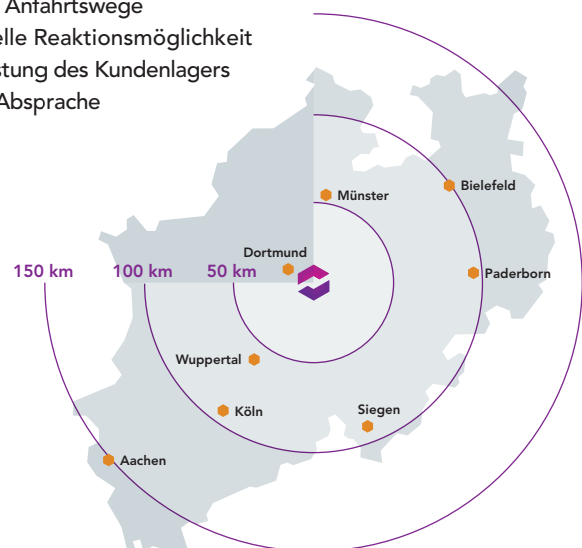 Anfahrtswege
elle Reaktionsmöglichkeit
stung des Kundenlagers
Absprache
Bielefeld
Münster
Dortmund
150 km 100 km 50 km
Paderborn
Wuppertal
Siegen
Köln
Aachen